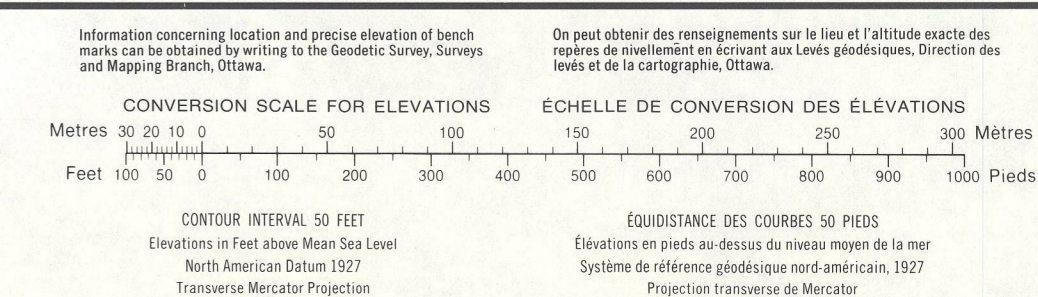 Information concerning location and precise elevation of bench
marks can be obtained by writing to the Geodetic Survey, Surveys
and Mapping Branch, Ottawa.
On peut obtenir des renseignements sur le lieu et l'altitude exacte des
repères de nivellement en écrivant aux Levés géodésiques, Direction des
levés et de la cartographie, Ottawa.
CONVERSION SCALE FOR ELEVATIONS
ÉCHELLE DE CONVERSION DES ÉLÉVATIONS
Metres 30 20 10 0 50 100 150 200 250 300 Mètres
Feet 100 50 0 100 200 300 400 500 600 700 800 900 1000 Pieds
CONTOUR INTERVAL 50 FEET
Elevations in Feet above Mean Sea Level
North American Datum 1927
Transverse Mercator Projection
ÉQUIDISTANCE DES COURBES 50 PIEDS
Élévations en pieds au-dessus du niveau moyen de la mer
Système de référence géodésique nord-américain, 1927
Projection transverse de Mercator